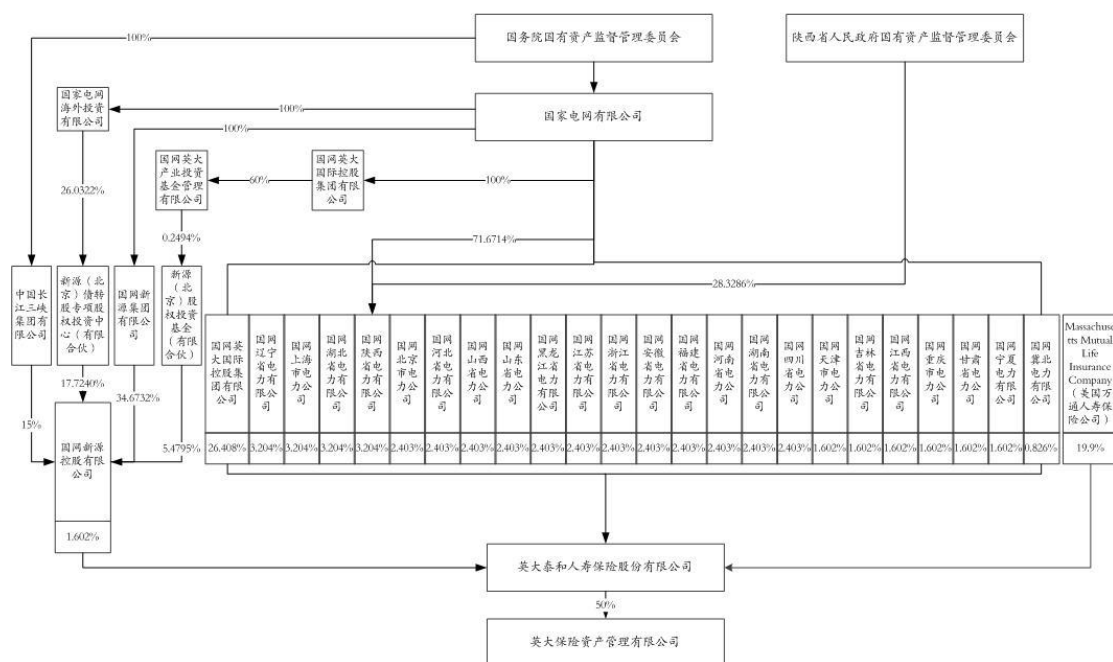 国务院国有资产监督管理委员会
陕西省人民政府国有资产监督管理委员会
100%
国家电网
海外投资
有限公司
100%
国家电网有限公司
100%
国网英大
产业投资
基金管理
有限公司
60%
国网英大
国际控股
集团有限公司
100%
26.0322%
0.2494%
71.6714%
28.3286%
中国长江三峡集团有限公司
新源（北京）债转股专项股权投资中心（有限合伙）
国网新源集团有限公司
新源（北京）股权投资基金（有限合伙）
国网英大国际控股集团有限公司
国网辽宁省电力有限公司
国网上海市电力公司
国网湖北省电力有限公司
国网陕西省电力有限公司
国网北京市电力公司
国网河北省电力有限公司
国网山西省电力公司
国网山东省电力公司
国网黑龙江省电力有限公司
国网江苏省电力有限公司
国网浙江省电力有限公司
国网安徽省电力有限公司
国网福建省电力有限公司
国网河南省电力公司
国网湖南省电力有限公司
国网四川省电力公司
国网天津市电力公司
国网吉林省电力有限公司
国网江西省电力有限公司
国网重庆市电力公司
国网甘肃省电力公司
国网宁夏电力有限公司
国网冀北电力有限公司
Massachuse
tts Mutual
Life
Insurance
Company
（美国万
通人寿保
险公司）
17.7240%
34.6732%
15%
5.4795%
国网新源
控股有限
公司
1.602%
26.408%
3.204%
3.204%
3.204%
3.204%
2.403%
2.403%
2.403%
2.403%
2.403%
2.403%
2.403%
2.403%
2.403%
2.403%
2.403%
2.403%
1.602%
1.602%
1.602%
1.602%
1.602%
1.602%
0.826%
19.9%
英大泰和人寿保险股份有限公司
50%
英大保险资产管理有限公司